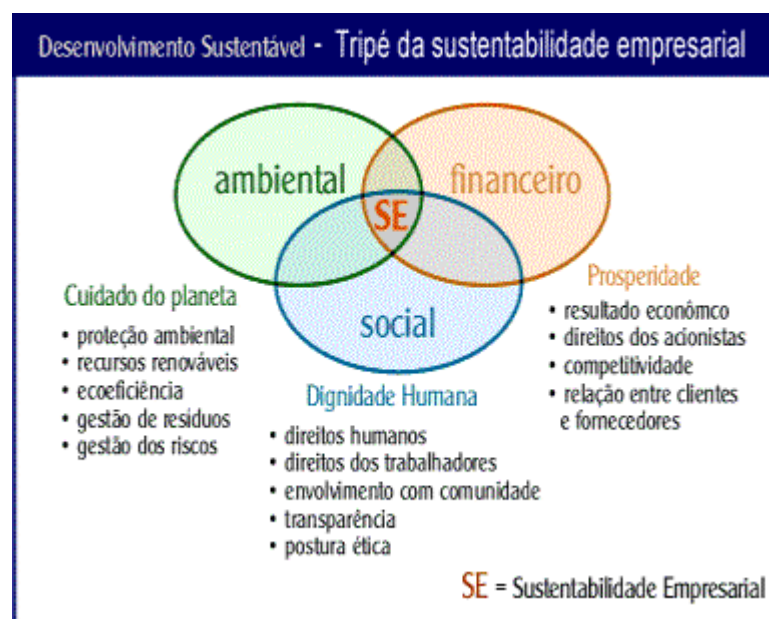 Desenvolvimento Sustentável - Tripé da sustentabilidade empresarial
ambiental
financeiro
SE
social
Cuidado do planeta
• proteção ambiental
• recursos renováveis
• ecoeficiência
• gestão de resíduos
• gestão dos riscos
Dignidade Humana
• direitos humanos
• direitos dos trabalhadores
• envolvimento com comunidade
• transparência
• postura ética
Prosperidade
• resultado econômco
• direitos dos acionistas
• competitividade
• relação entre clientes
e fornecedores
SE = Sustentabilidade Empresarial